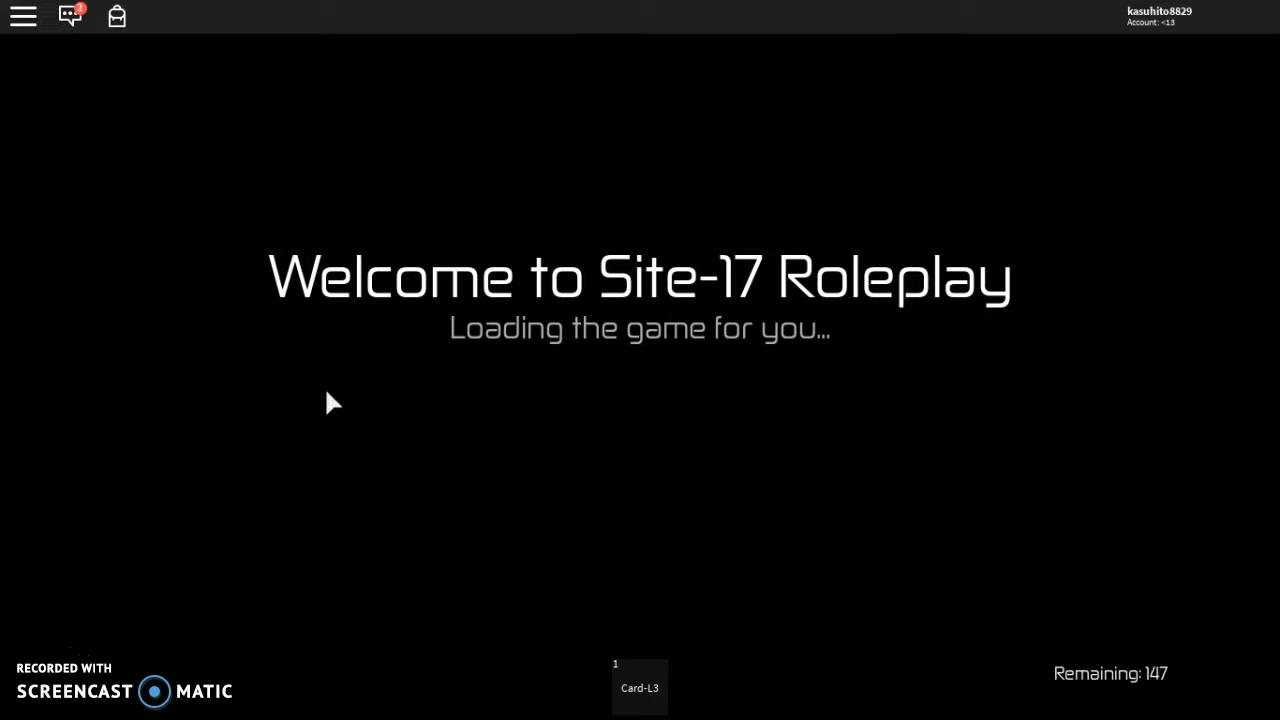 2
kasuhito8829
Account: <13
Welcome to Site-17 Roleplay
Loading the game for you...
RECORDED WITH
SCREENCAST MATIC
1
Card-L3
Remaining: 147